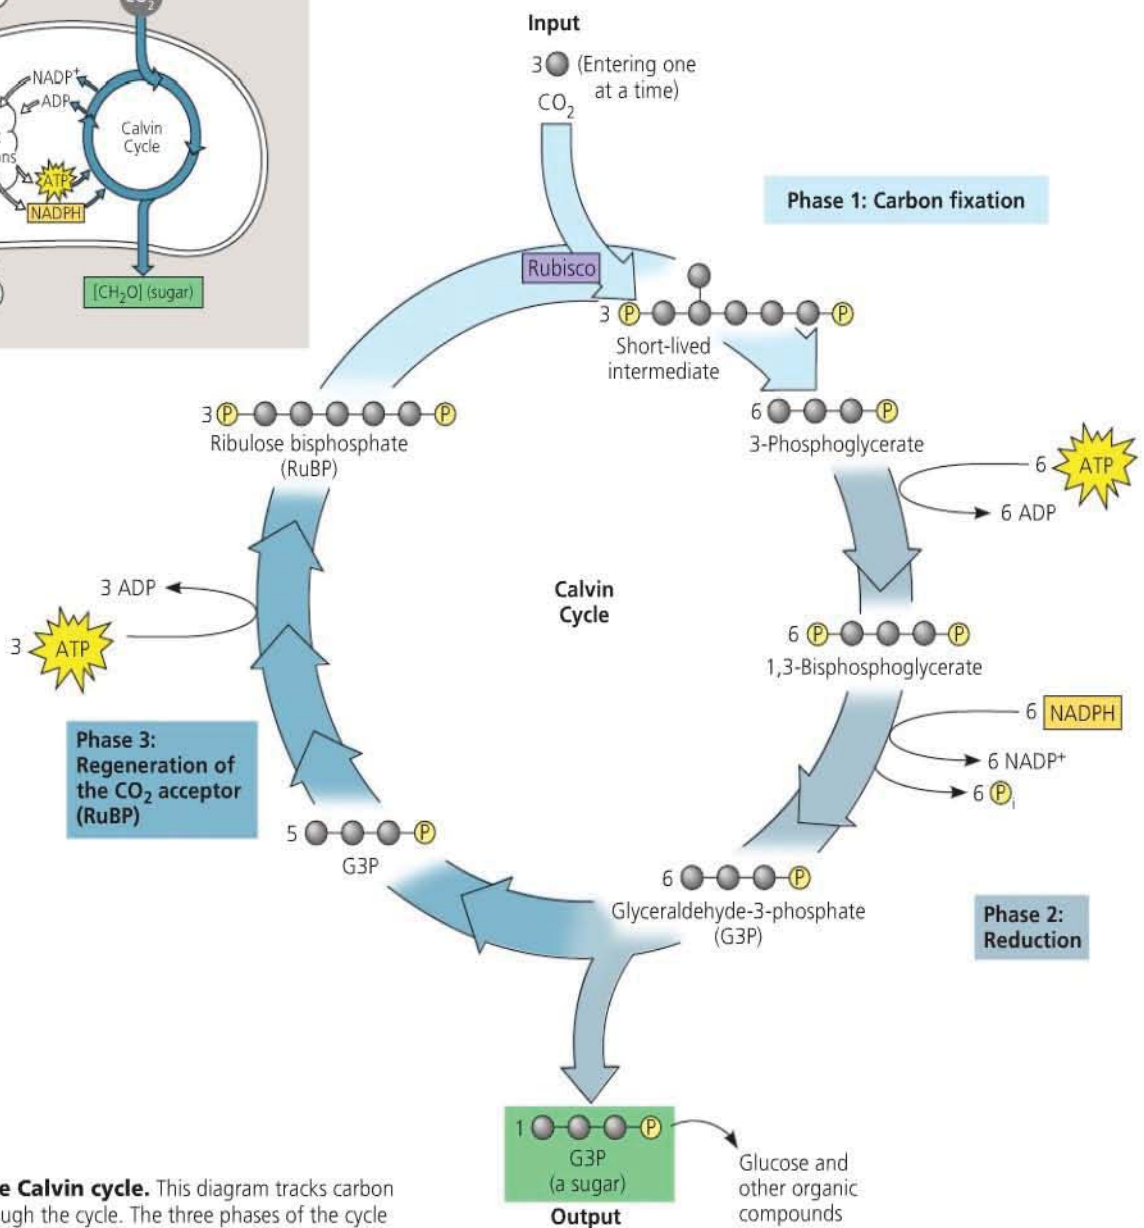 CO2
NADP+
ADP
Calvin
Cycle
ATP
NADPH
[CH2O] (sugar)
Input
3 (Entering one
at a time)
CO2
Phase 1: Carbon fixation
Rubisco
3 P P
Short-lived
intermediate
3 P P
Ribulose bisphosphate
(RuBP)
6 P
3-Phosphoglycerate
6 ATP
6 ADP
Calvin
Cycle
3 ADP
3 ATP
6 P P
1,3-Bisphosphoglycerate
6 NADPH
6 NADP+
6 Pi
Phase 3:
Regeneration of
the CO2 acceptor
(RuBP)
5 P
G3P
6 P
Glyceraldehyde-3-phosphate
(G3P)
Phase 2:
Reduction
1 P
G3P
(a sugar)
Output
Glucose and
other organic
compounds
Calvin cycle. This diagram tracks carbon
the cycle. The three phases of the cycle